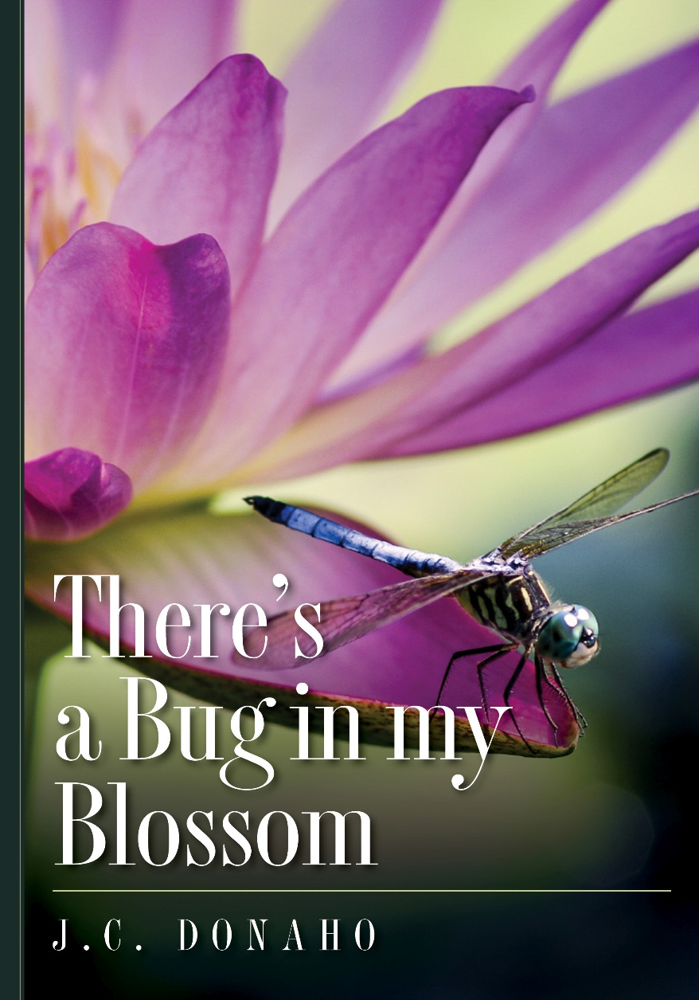 There’s
a Bug in my
Blossom
J.C. DONAHO